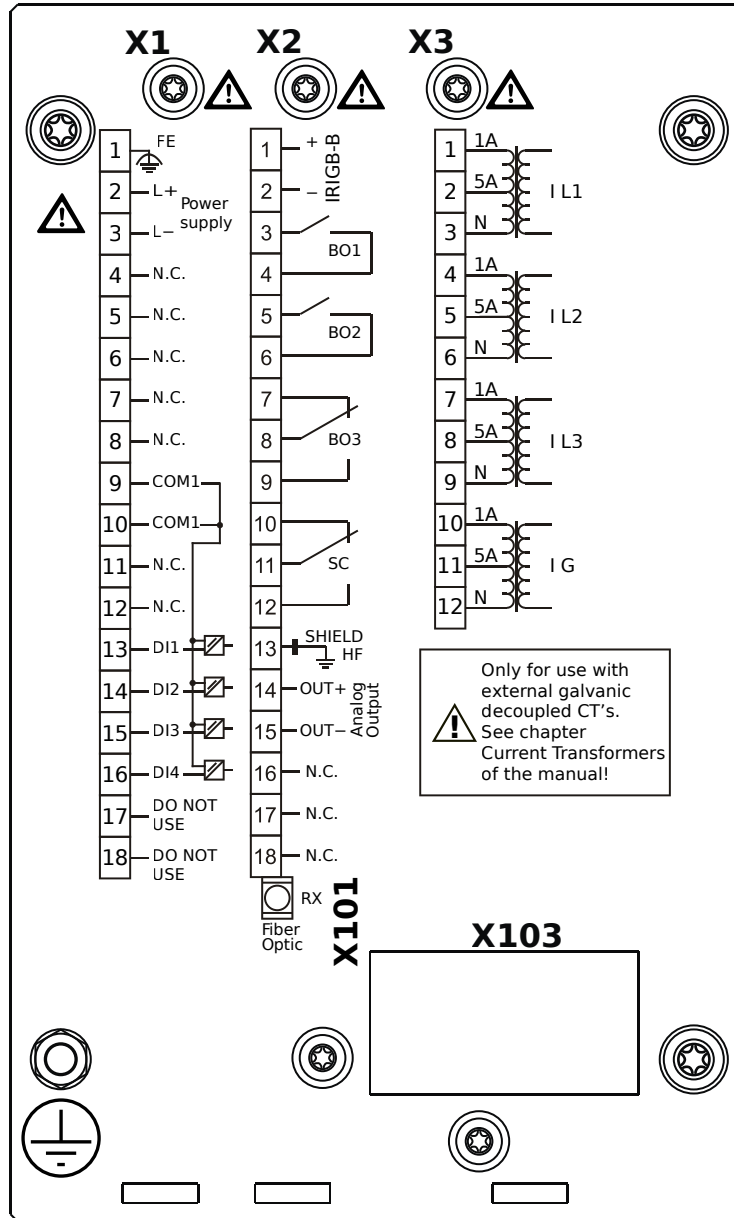 X1
X2
X3
1 FE
2 L+
3 L−
Power
supply
4 N.C.
5 N.C.
6 N.C.
7 N.C.
8 N.C.
9 COM1
10 COM1
11 N.C.
12 N.C.
13 DI1
14 DI2
15 DI3
16 DI4
17 DO NOT
USE
18 DO NOT
USE
1 +
2 −
IRIGB-B
3
BO1
4
5
BO2
6
7
8 BO3
9
10
11 SC
12
13 SHIELD
HF
14 OUT+
15 OUT−
Analog
Output
16 N.C.
17 N.C.
18 N.C.
RX
Fiber
Optic
X101
1 1A
2 5A I L1
3 N
4 1A
5 5A I L2
6 N
7 1A
8 5A I L3
9 N
10 1A
11 5A I G
12 N
Only for use with
external galvanic
decoupled CT's.
See chapter
Current Transformers
of the manual!
X103